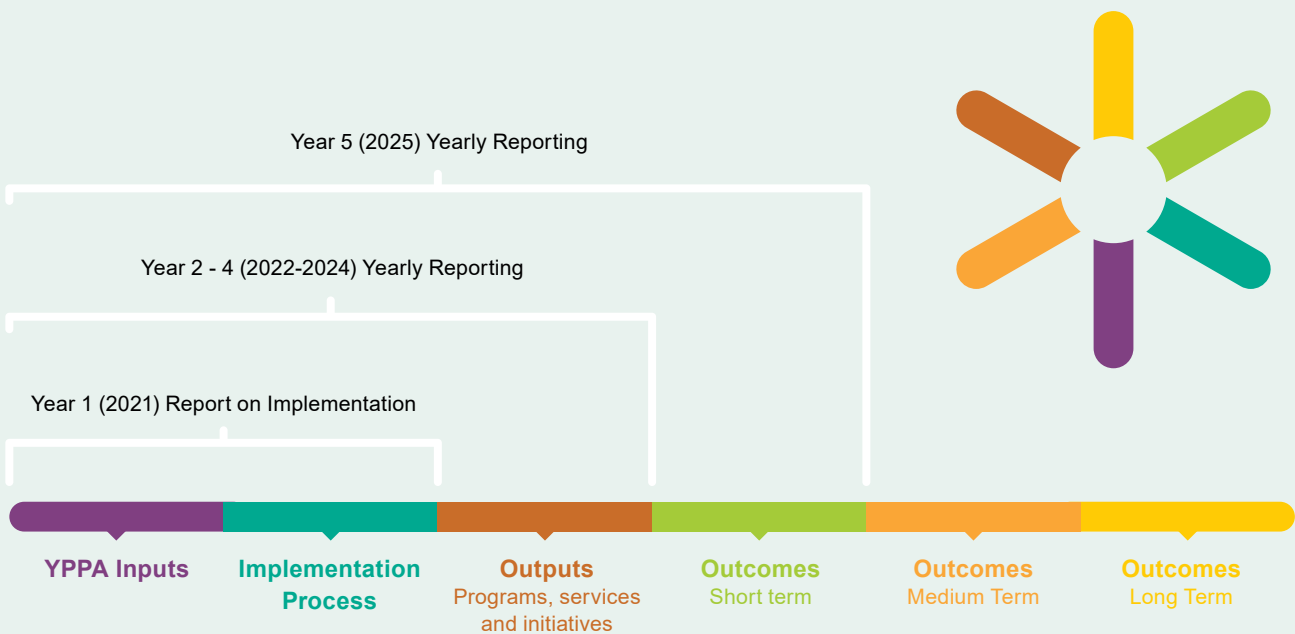 Year 5 (2025) Yearly Reporting
Year 2 - 4 (2022-2024) Yearly Reporting
Year 1 (2021) Report on Implementation
YPPA Inputs
Implementation
Process
Outputs
Programs, services
and initiatives
Outcomes
Short term
Outcomes
Medium Term
Outcomes
Long Term